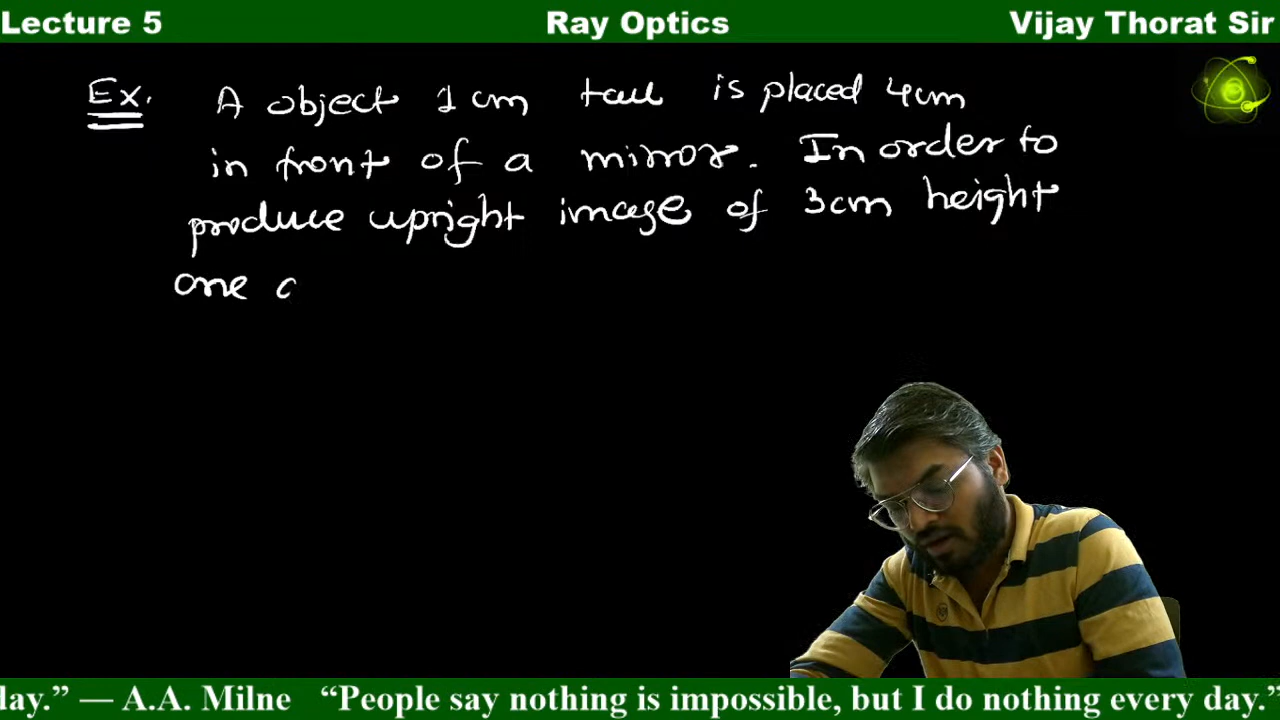 Lecture 5
Ray Optics
Vijay Thorat Sir
Ex. A object 1 cm tall is placed 4cm
in front of a mirror. In order to
produce upright image of 3cm height
one c
day.” — A.A. Milne “People say nothing is impossible, but I do nothing every day.”